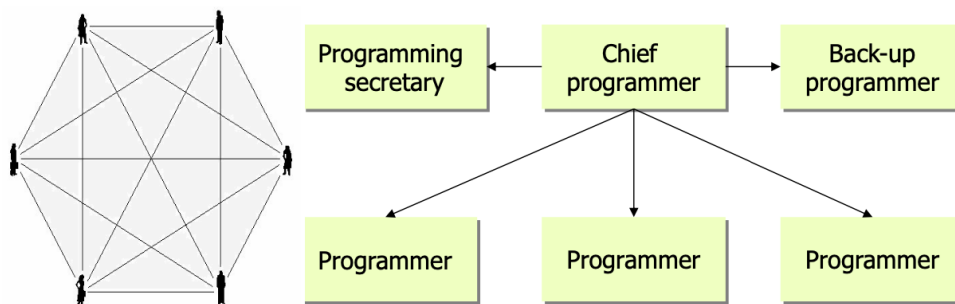 Programming
secretary
Chief
programmer
Back-up
programmer
Programmer
Programmer
Programmer